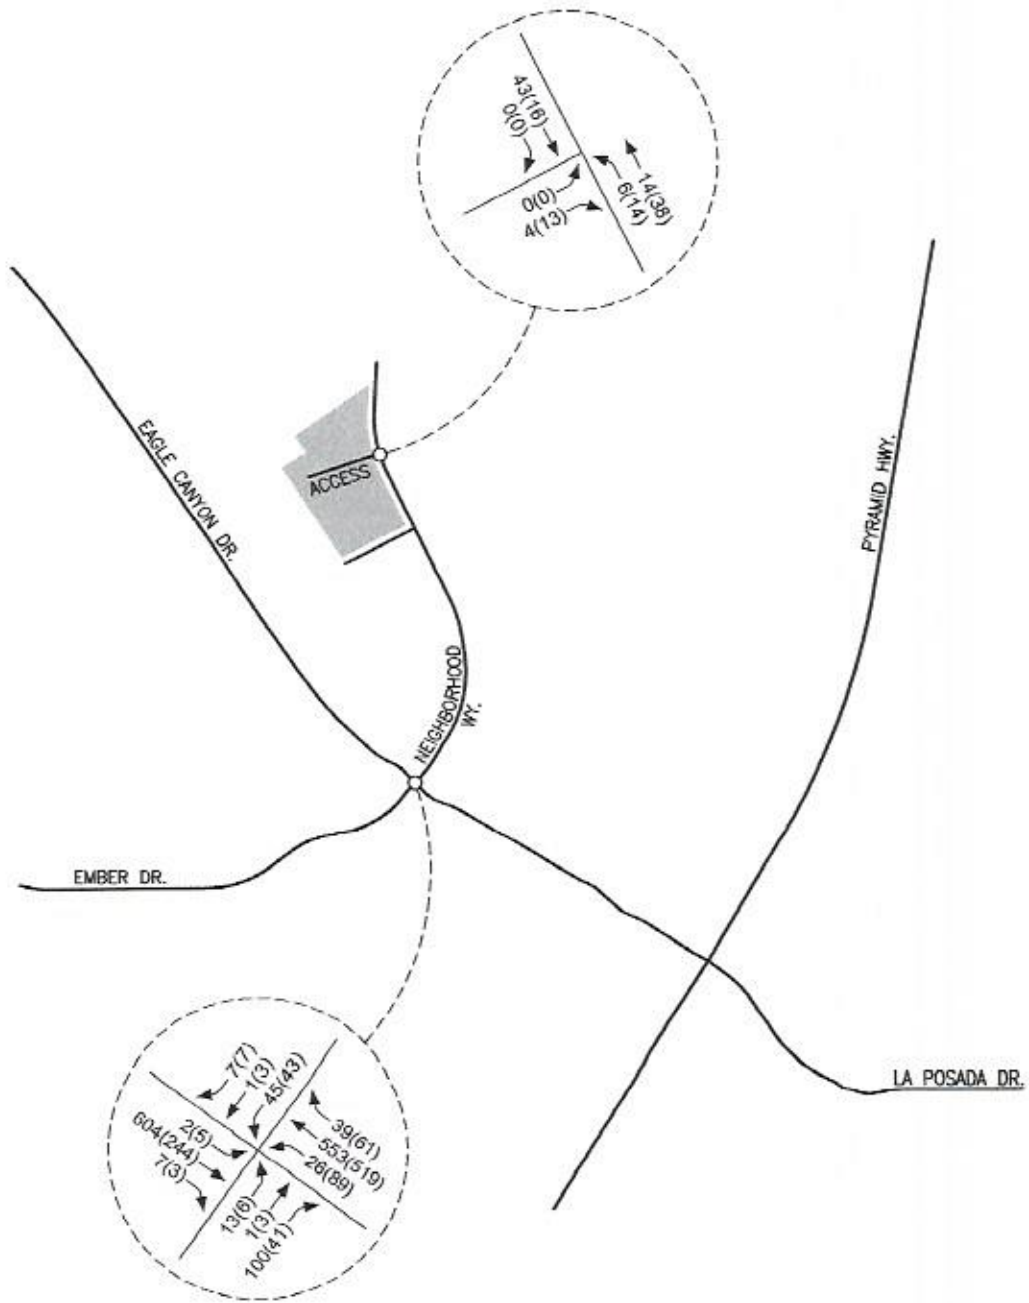 43(16)
0(0)
14(38)
6(14)
0(0)
4(13)
EAGLE CANYON DR.
ACCESS
PYRAMID HWY.
NEIGHBORHOOD
WY.
EMBER DR.
LA POSADA DR.
7(7)
1(3)
45(43)
2(5)
604(244)
7(3)
39(61)
553(519)
26(89)
13(6)
1(3)
100(41)